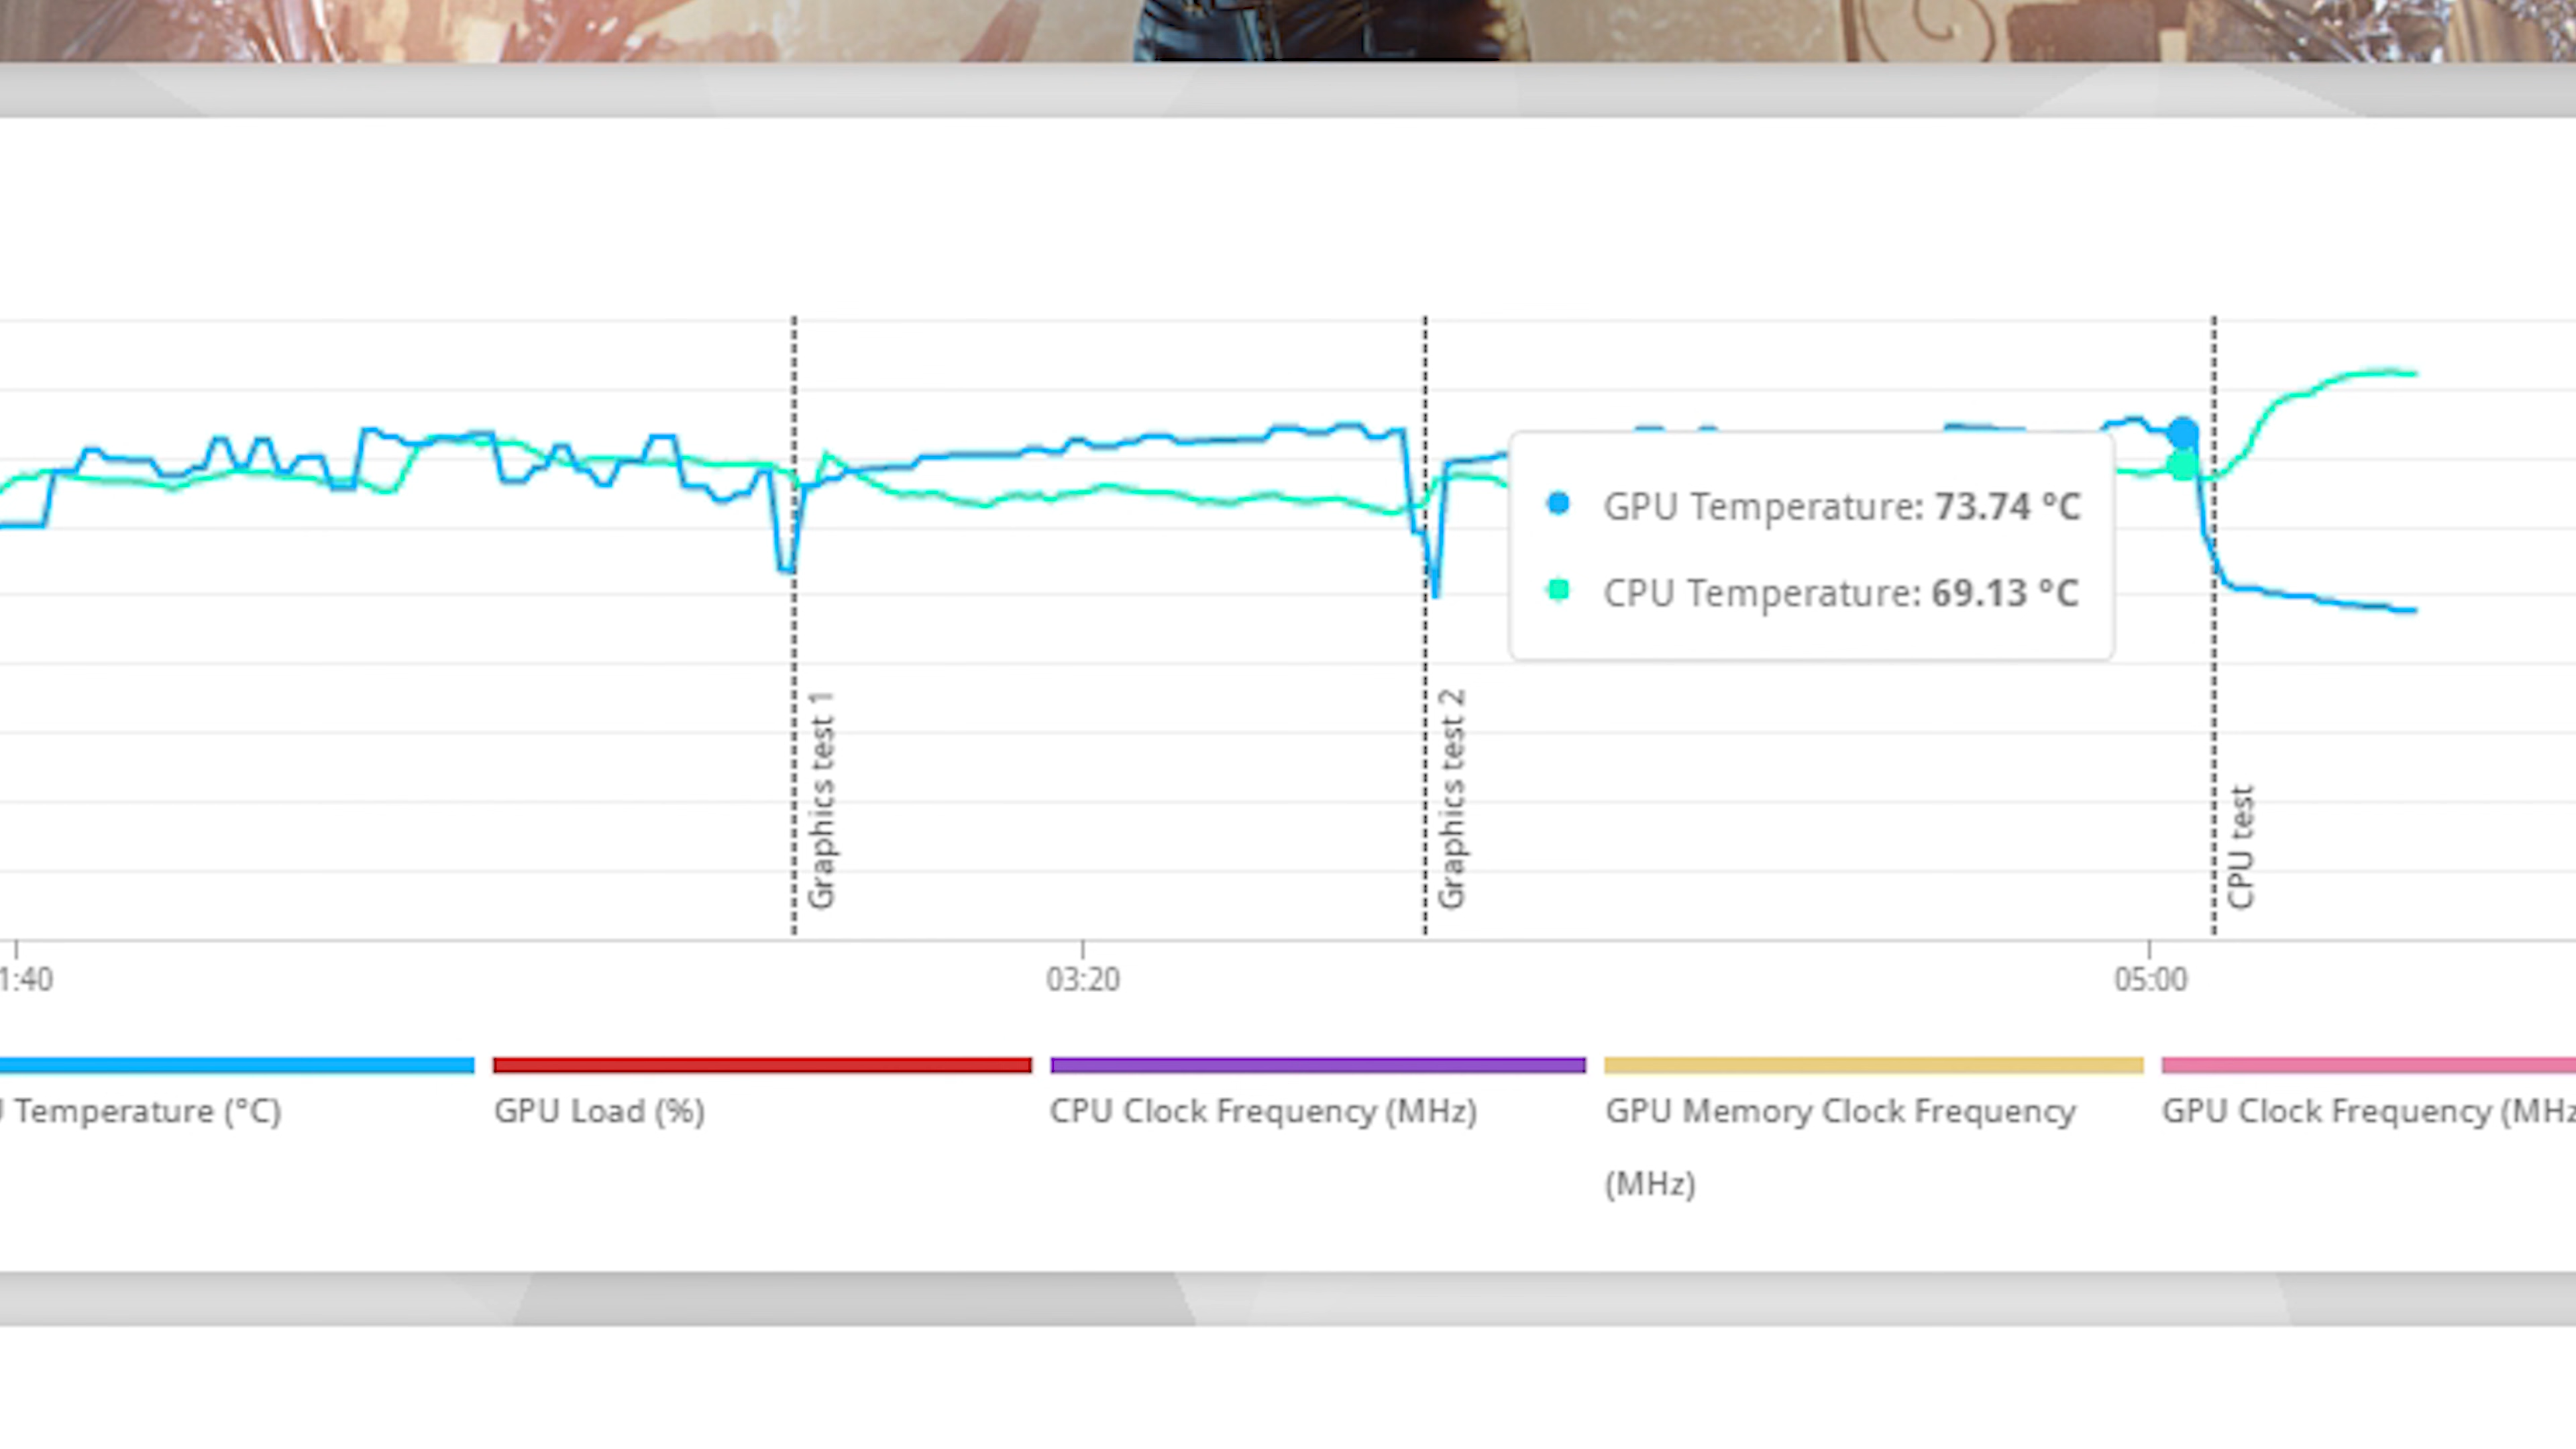 GPU Temperature: 73.74 °C
CPU Temperature: 69.13 °C
Graphics test 1
Graphics test 2
CPU test
1:40
03:20
05:00
Temperature (°C)
GPU Load (%)
CPU Clock Frequency (MHz)
GPU Memory Clock Frequency
(MHz)
GPU Clock Frequency (MHz